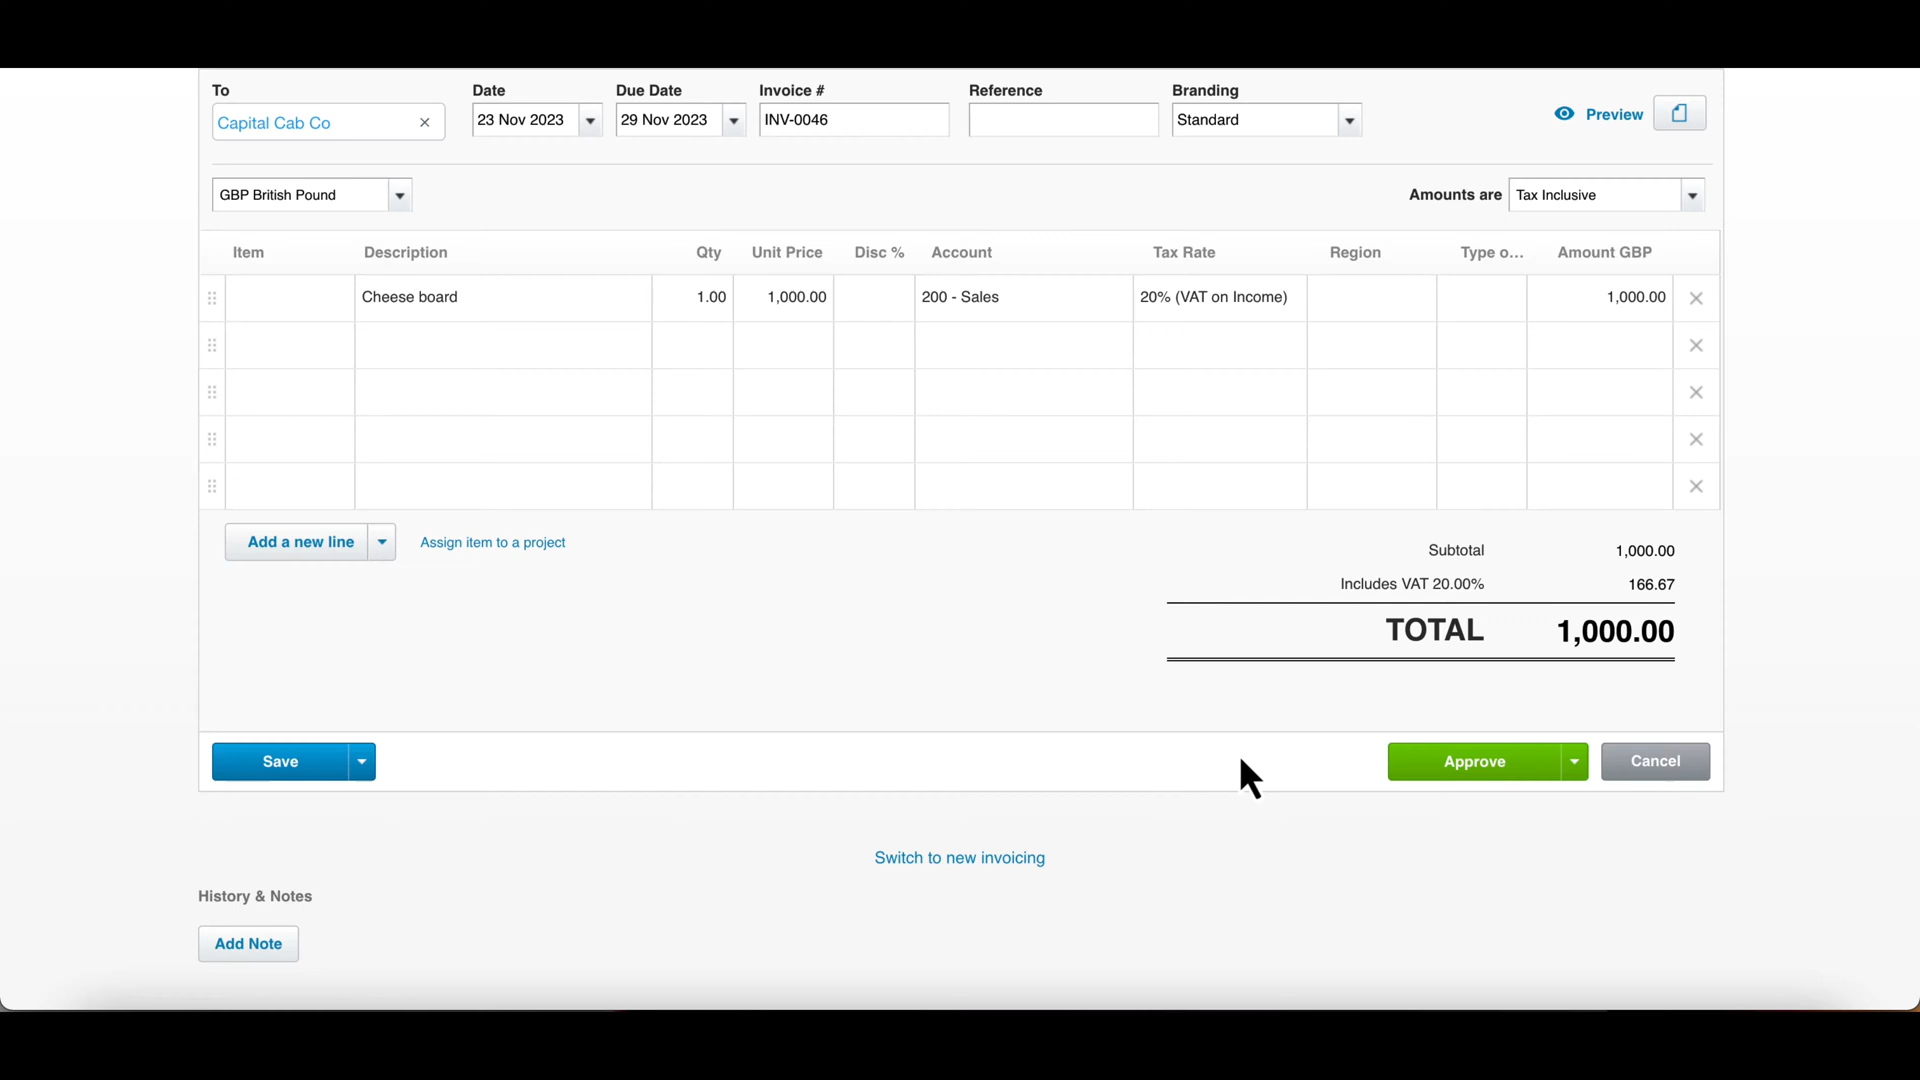 To
Date
Due Date
Invoice #
Reference
Branding
Capital Cab Co
23 Nov 2023
29 Nov 2023
INV-0046
Standard
Preview
GBP British Pound
Amounts are
Tax Inclusive
Item Description Qty Unit Price Disc % Account Tax Rate Region Type o... Amount GBP
Cheese board 1.00 1,000.00 200 - Sales 20% (VAT on Income) 1,000.00
Add a new line
Assign item to a project
Subtotal 1,000.00
Includes VAT 20.00% 166.67
TOTAL 1,000.00
Save
Approve
Cancel
Switch to new invoicing
History & Notes
Add Note